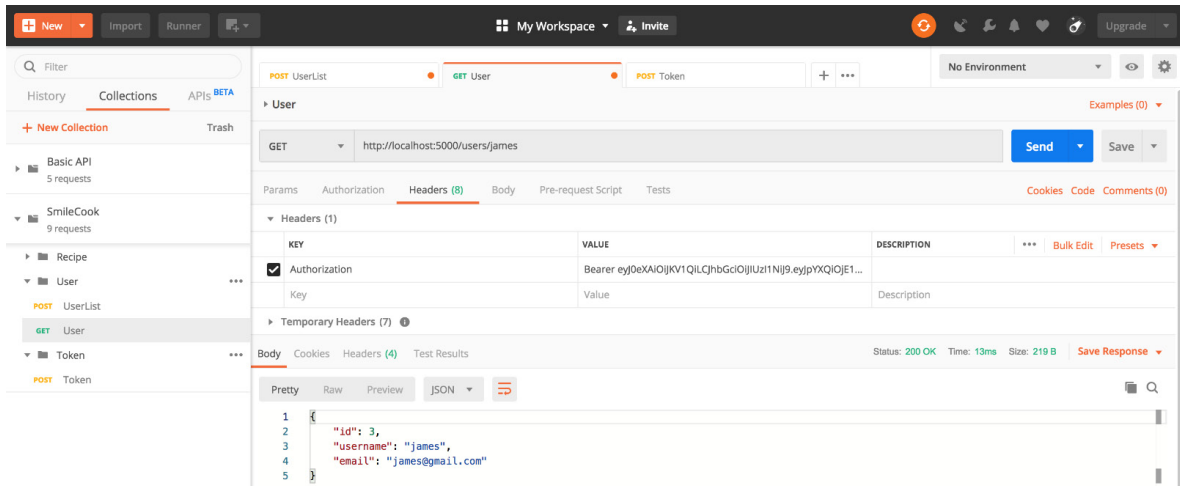 New Import Runner My Workspace Invite Upgrade
Filter
History Collections APIs BETA
+ New Collection Trash
Basic API
5 requests
SmileCook
9 requests
Recipe
User
POST UserList
GET User
Token
POST Token
POST UserList GET User POST Token + ••• No Environment
User Examples (0)
GET http://localhost:5000/users/james Send Save
Params Authorization Headers (8) Body Pre-request Script Tests Cookies Code Comments (0)
Headers (1)
KEY VALUE DESCRIPTION ••• Bulk Edit Presets
Authorization Bearer eyJ0eXAiOiJKV1QiLCJhbGciOiJIUzI1NiJ9.eyJpYXQiOjE1...
Key Value Description
Temporary Headers (7)
Body Cookies Headers (4) Test Results Status: 200 OK Time: 13ms Size: 219 B Save Response
Pretty Raw Preview JSON
1 {
2 "id": 3,
3 "username": "james",
4 "email": "james@gmail.com"
5 }